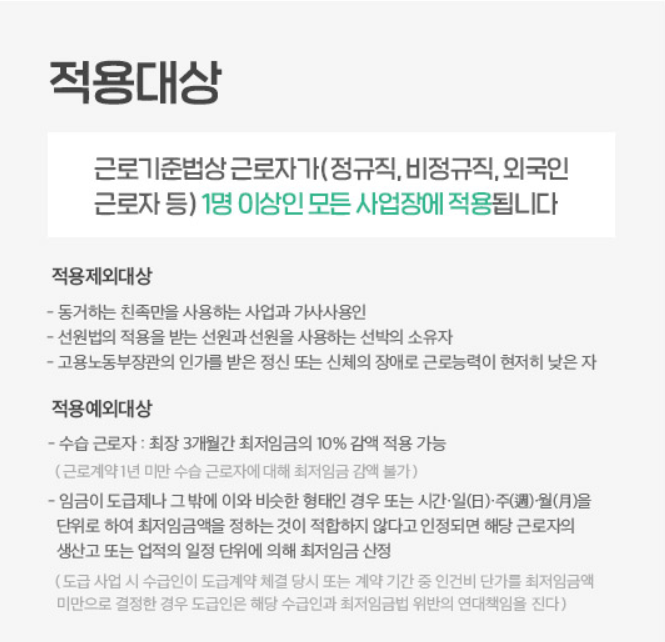 적용대상
근로기준법상 근로자가(정규직, 비정규직, 외국인
근로자 등) 1명 이상인 모든 사업장에 적용됩니다
적용제외대상
- 동거하는 친족만을 사용하는 사업과 가사사용인
- 선원법의 적용을 받는 선원과 선원을 사용하는 선박의 소유자
- 고용노동부장관의 인가를 받은 정신 또는 신체의 장애로 근로능력이 현저히 낮은 자
적용예외대상
- 수습 근로자 : 최장 3개월간 최저임금의 10% 감액 적용 가능
(근로계약 1년 미만 수습 근로자에 대해 최저임금 감액 불가)
- 임금이 도급제나 그 밖에 이와 비슷한 형태인 경우 또는 시간·일(日)·주(週)·월(月)을
단위로 하여 최저임금액을 정하는 것이 적합하지 않다고 인정되면 해당 근로자의
생산고 또는 업적의 일정 단위에 의해 최저임금 산정
(도급 사업 시 수급인이 도급계약 체결 당시 또는 계약 기간 중 인건비 단가를 최저임금액
미만으로 결정한 경우 도급인은 해당 수급인과 최저임금법 위반의 연대책임을 진다)